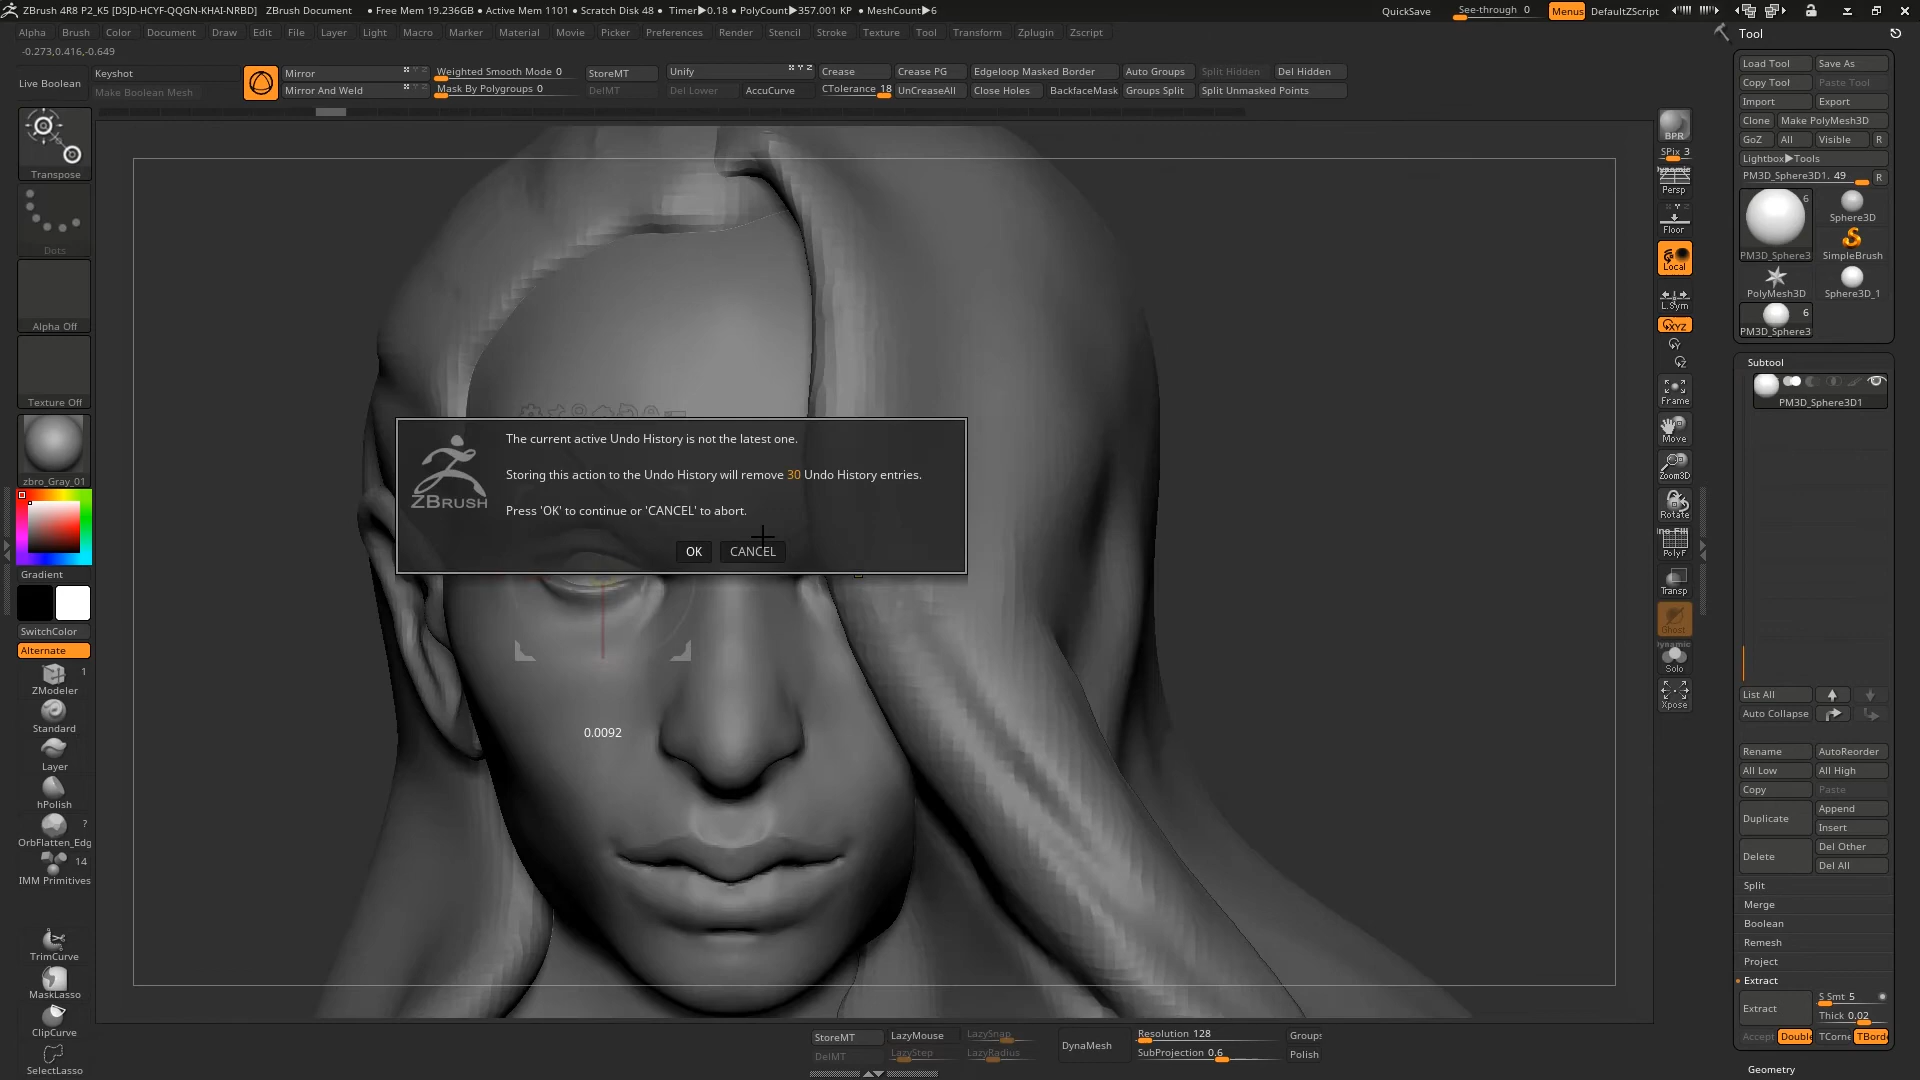 ZBrush 4R8 P2_K5 [DSJD-HCYF-QQGN-KHAI-NRBD] ZBrush Document • Free Mem 19.236GB • Active Mem 1101 • Scratch Disk 48 • Timer▶0.18 • PolyCount▶357.001 KP • MeshCount▶6 QuickSave See-through 0 Menus DefaultZScript
Alpha Brush Color Document Draw Edit File Layer Light Macro Marker Material Movie Picker Preferences Render Stencil Stroke Texture Tool Transform Zplugin Zscript
-0.273,0.416,-0.649
Live Boolean
Keyshot
Make Boolean Mesh
Mirror
Mirror And Weld
Weighted Smooth Mode 0
Mask By Polygroups 0
StoreMT
DelMT
Unify
Del Lower AccuCurve
Crease Crease PG Edgeloop Masked Border Auto Groups Split Hidden Del Hidden
CTolerance 18 UnCreaseAll Close Holes BackfaceMask Groups Split Split Unmasked Points
Transpose
Dots
Alpha Off
Texture Off
zbro_Gray_01
Gradient
SwitchColor
Alternate
1
ZModeler
Standard
Layer
hPolish
?
OrbFlatten_Edg
14
IMM Primitives
TrimCurve
MaskLasso
ClipCurve
SelectLasso
The current active Undo History is not the latest one.
Storing this action to the Undo History will remove 30 Undo History entries.
Press 'OK' to continue or 'CANCEL' to abort.
ZBRUSH
OK CANCEL
0.0092
StoreMT
DelMT
LazyMouse
LazyStep
LazySnap
LazyRadius
DynaMesh
Resolution 128
SubProjection 0.6
Groups
Polish
BPR
SPix 3
Dynamic
Persp
Floor
Local
L.Sym
XYZ
Y
Z
Frame
Move
Zoom3D
Rotate
PolyF
Transp
Ghost
Dynamic
Solo
Xpose
Tool
Load Tool Save As
Copy Tool Paste Tool
Import Export
Clone Make PolyMesh3D
GoZ All Visible R
Lightbox▶Tools
PM3D_Sphere3D1. 49 R
6
PM3D_Sphere3
Sphere3D
SimpleBrush
PolyMesh3D
Sphere3D_1
6
PM3D_Sphere3
Subtool
PM3D_Sphere3D1
List All
Auto Collapse
Rename AutoReorder
All Low All High
Copy Paste
Duplicate
Append
Insert
Delete
Del Other
Del All
Split
Merge
Boolean
Remesh
Project
Extract
Extract
S Smt 5
Thick 0.02
Accept Double TCorne TBorde
Geometry